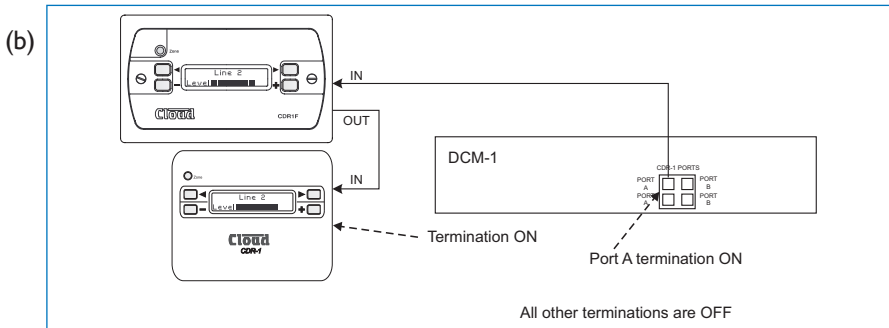 (b)
Zone
Line 2
Level
Cloud
CDR1F
IN
OUT
IN
Zone
Line 2
Level
Cloud
CDR-1
Termination ON
DCM-1
CDR-1 PORTS
PORT A
PORT B
PORT A
PORT B
Port A termination ON
All other terminations are OFF